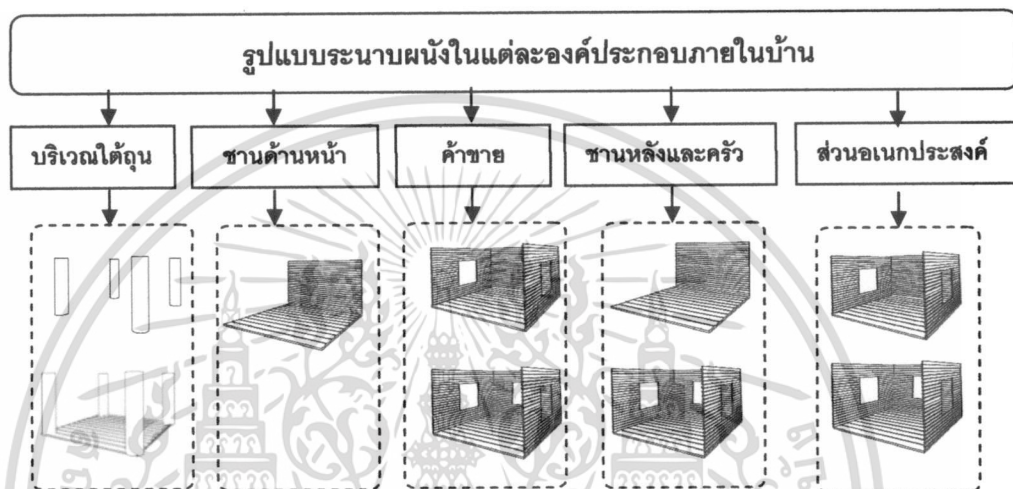 รูปแบบระนาบผนังในแต่ละองค์ประกอบภายในบ้าน
บริเวณใต้ถุน
ชานด้านหน้า
ค้าขาย
ชานหลังและครัว
ส่วนอเนกประสงค์